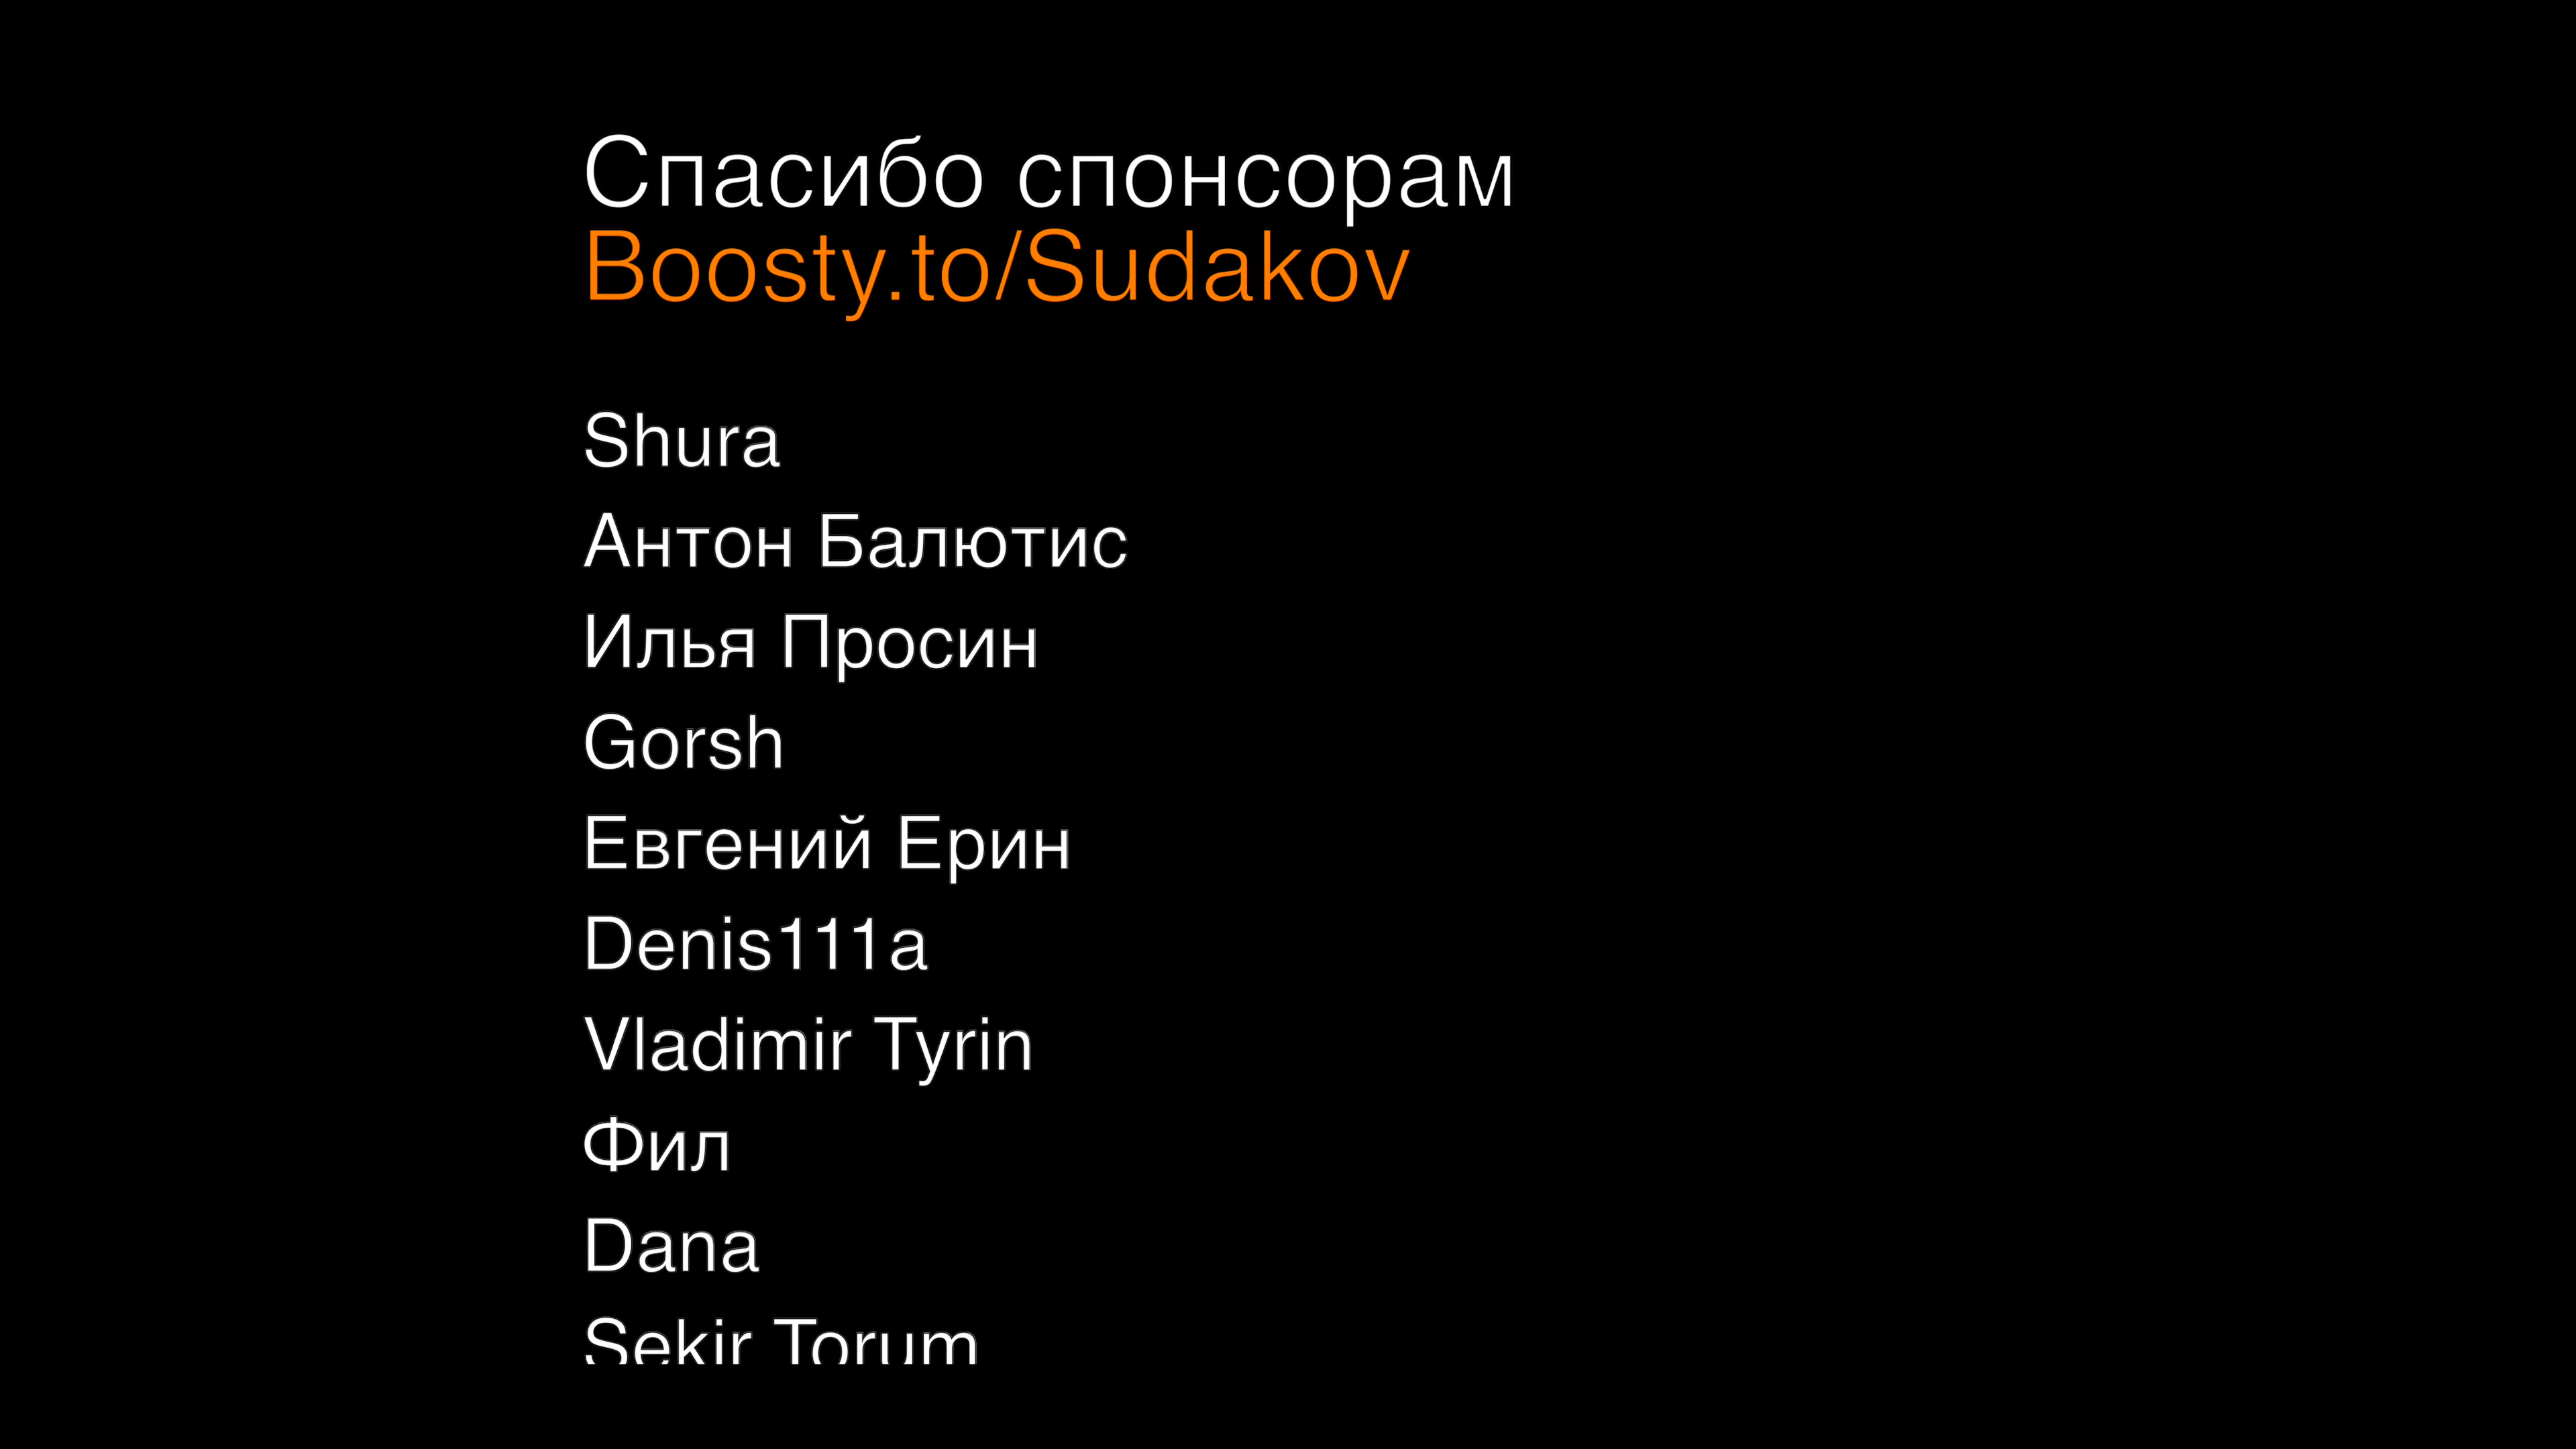 Спасибо спонсорам
Boosty.to/Sudakov
Shura
Антон Балютис
Илья Просин
Gorsh
Евгений Ерин
Denis111a
Vladimir Tyrin
Фил
Dana
Sekir Torum